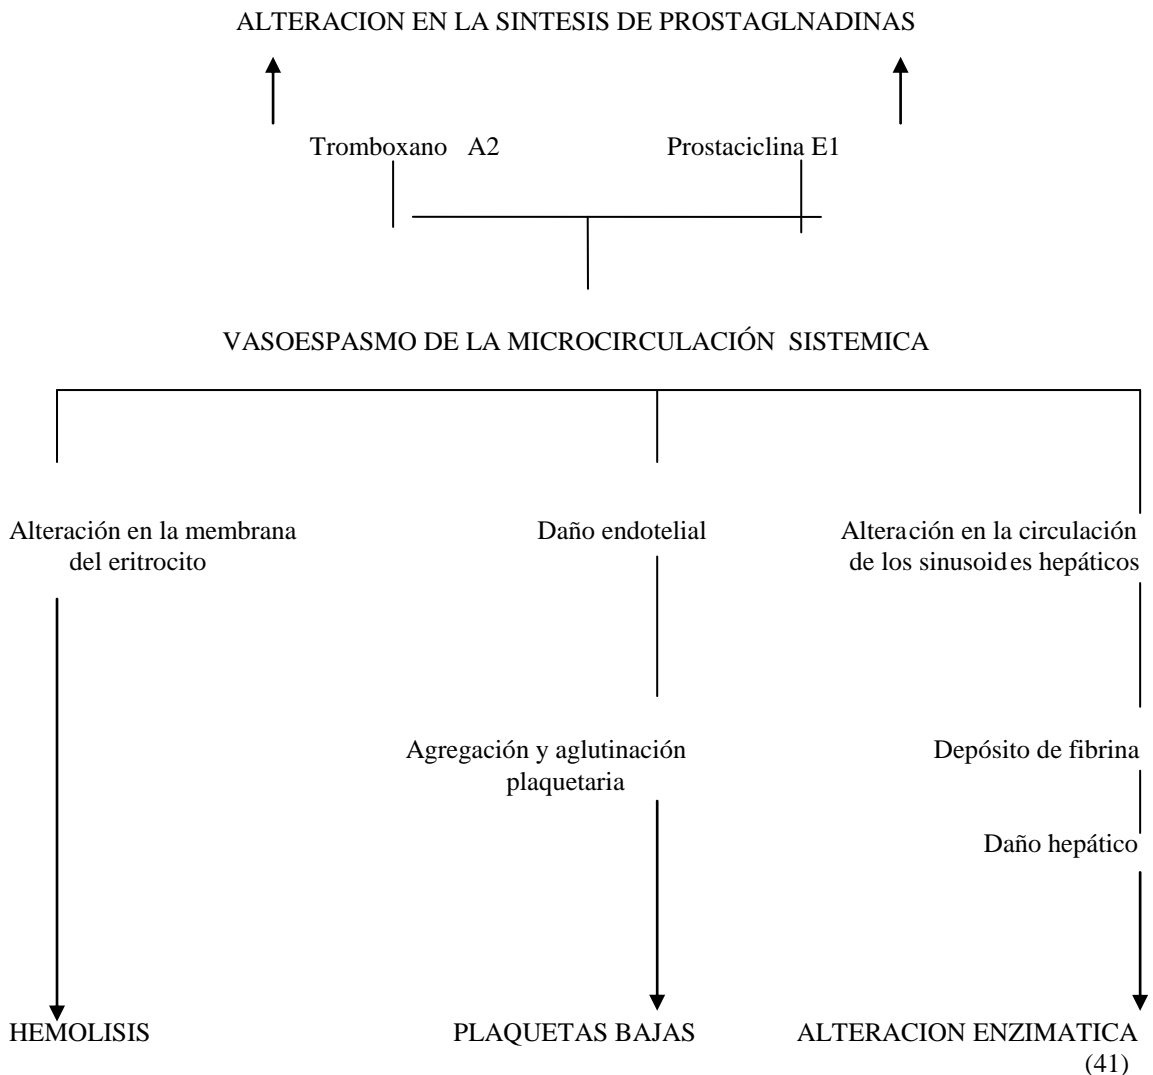 ALTERACION EN LA SINTESIS DE PROSTAGLNADINAS
Tromboxano A2
Prostaciclina E1
VASOESPASMO DE LA MICROCIRCULACIÓN SISTEMICA
Alteración en la membrana
del eritrocito
Daño endotelial
Alteración en la circulación
de los sinusoides hepáticos
Agregación y aglutinación
plaquetaria
Depósito de fibrina
Daño hepático
HEMOLISIS
PLAQUETAS BAJAS
ALTERACION ENZIMATICA
(41)